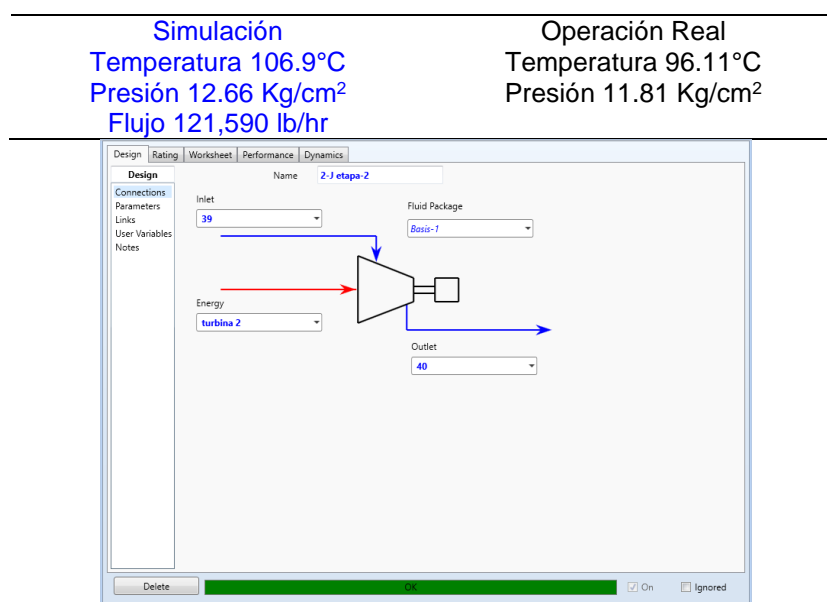 Simulación
Temperatura 106.9°C
Presión 12.66 Kg/cm²
Flujo 121,590 lb/hr
Operación Real
Temperatura 96.11°C
Presión 11.81 Kg/cm²
Design Rating Worksheet Performance Dynamics
Design
Connections
Parameters
Links
User Variables
Notes
Name 2-J etapa-2
Inlet
39
Fluid Package
Basis-1
Energy
turbina 2
Outlet
40
Delete
OK
On
Ignored